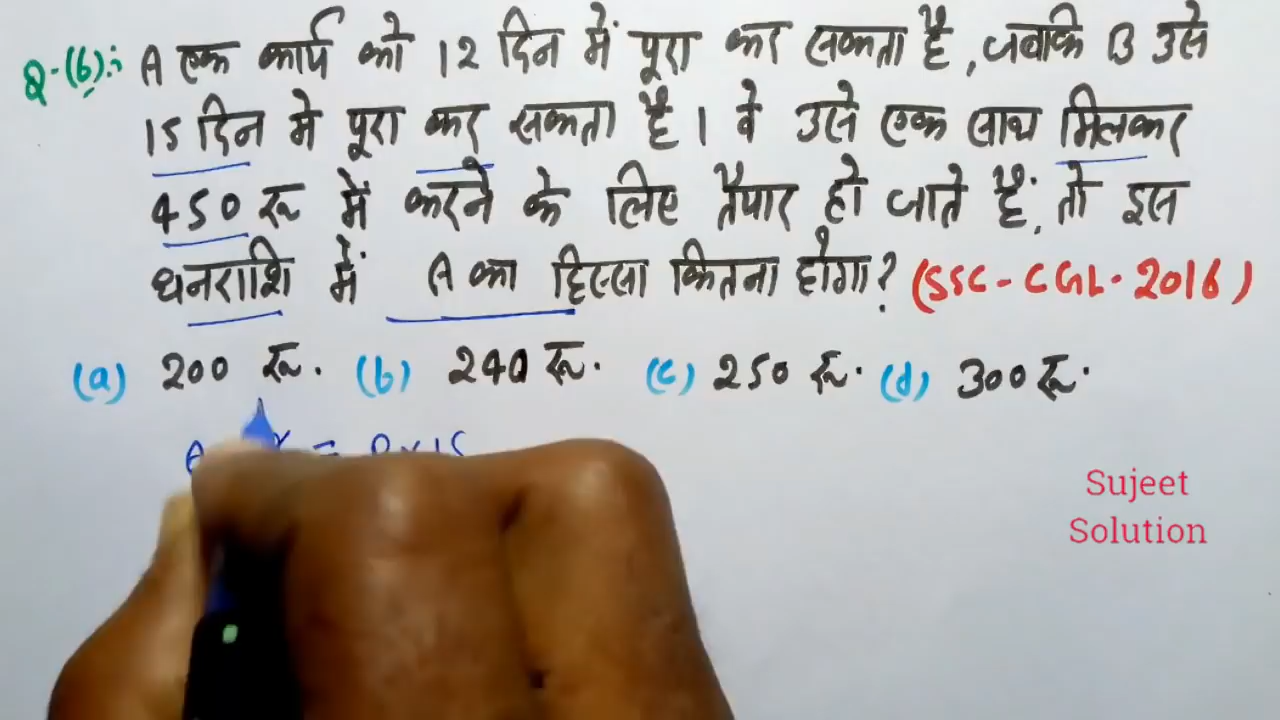 Q-(6):- A एक कार्य को 12 दिन में पूरा कर सकता है, जबकि B उसे
15 दिन मे पूरा कर सकता है। वे उसे एक साथ मिलकर
450 रू में करने के लिए तैयार हो जाते हैं, तो इस
धनराशि में A का हिस्सा कितना होगा? (SSC-CGL-2016)
(a) 200 रू. (b) 240 रू. (c) 250 रू. (d) 300 रू.
= B×15
Sujeet
Solution